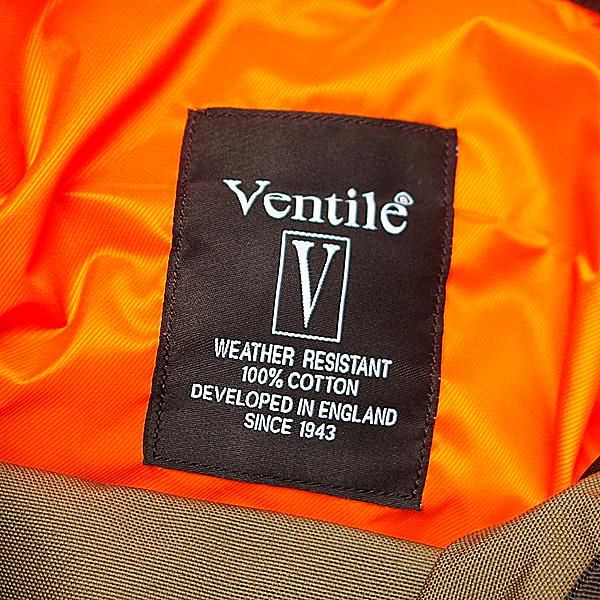 Ventile®
V
WEATHER RESISTANT
100% COTTON
DEVELOPED IN ENGLAND
SINCE 1943